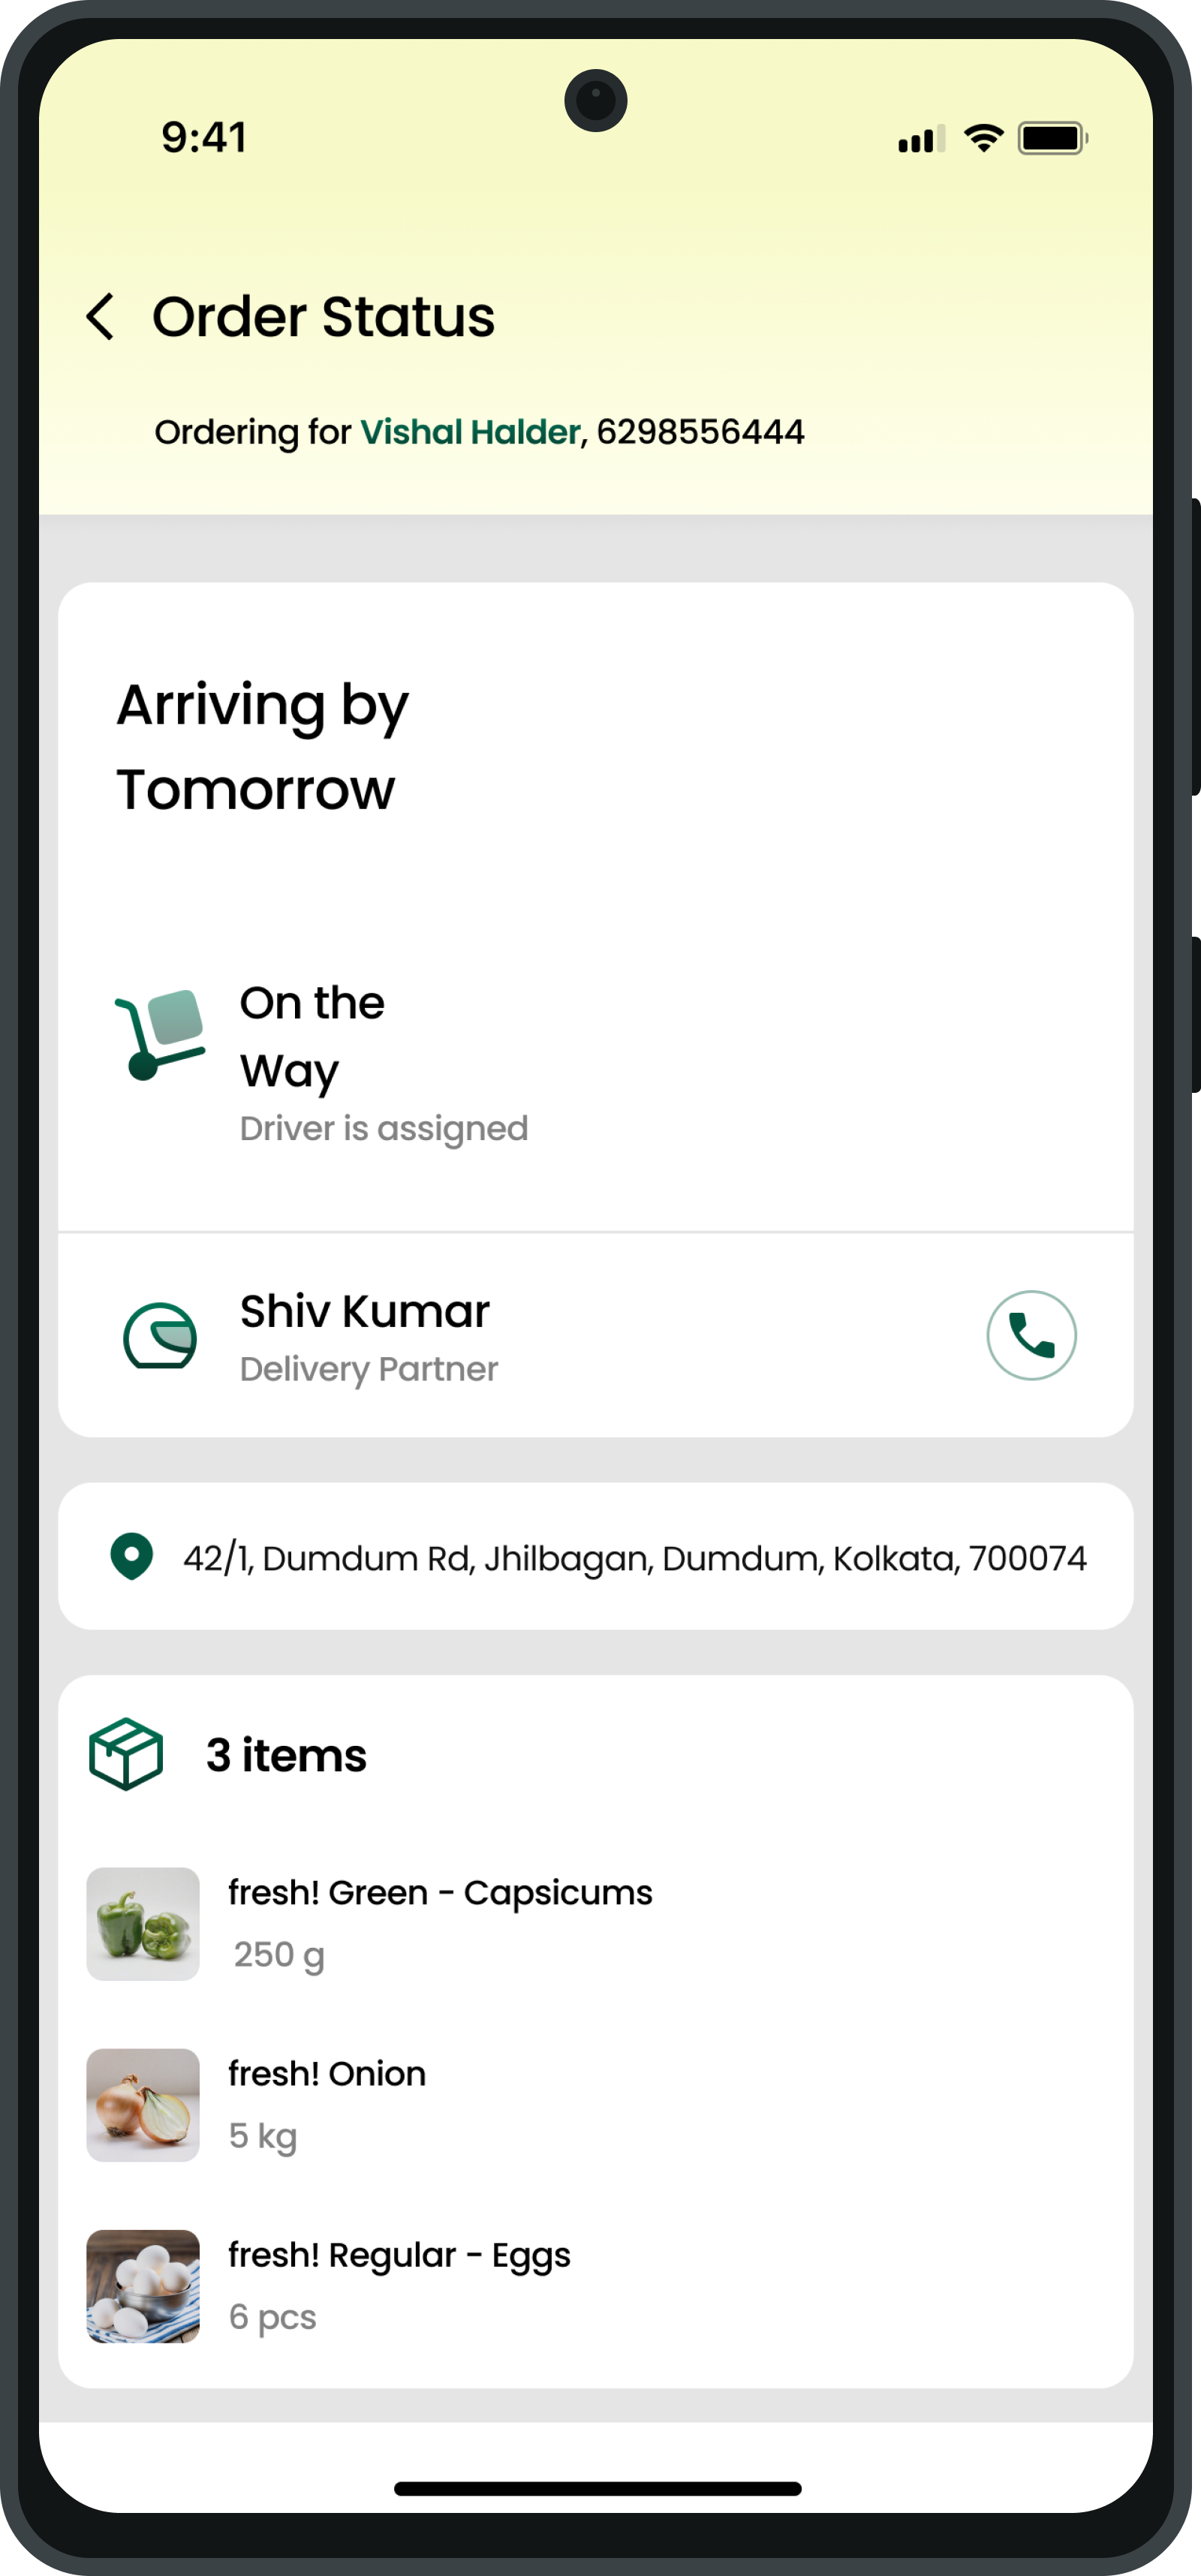 9:41
Order Status
Ordering for Vishal Halder, 6298556444
Arriving by
Tomorrow
On the
Way
Driver is assigned
Shiv Kumar
Delivery Partner
42/1, Dumdum Rd, Jhilbagan, Dumdum, Kolkata, 700074
3 items
fresh! Green - Capsicums
250 g
fresh! Onion
5 kg
fresh! Regular - Eggs
6 pcs